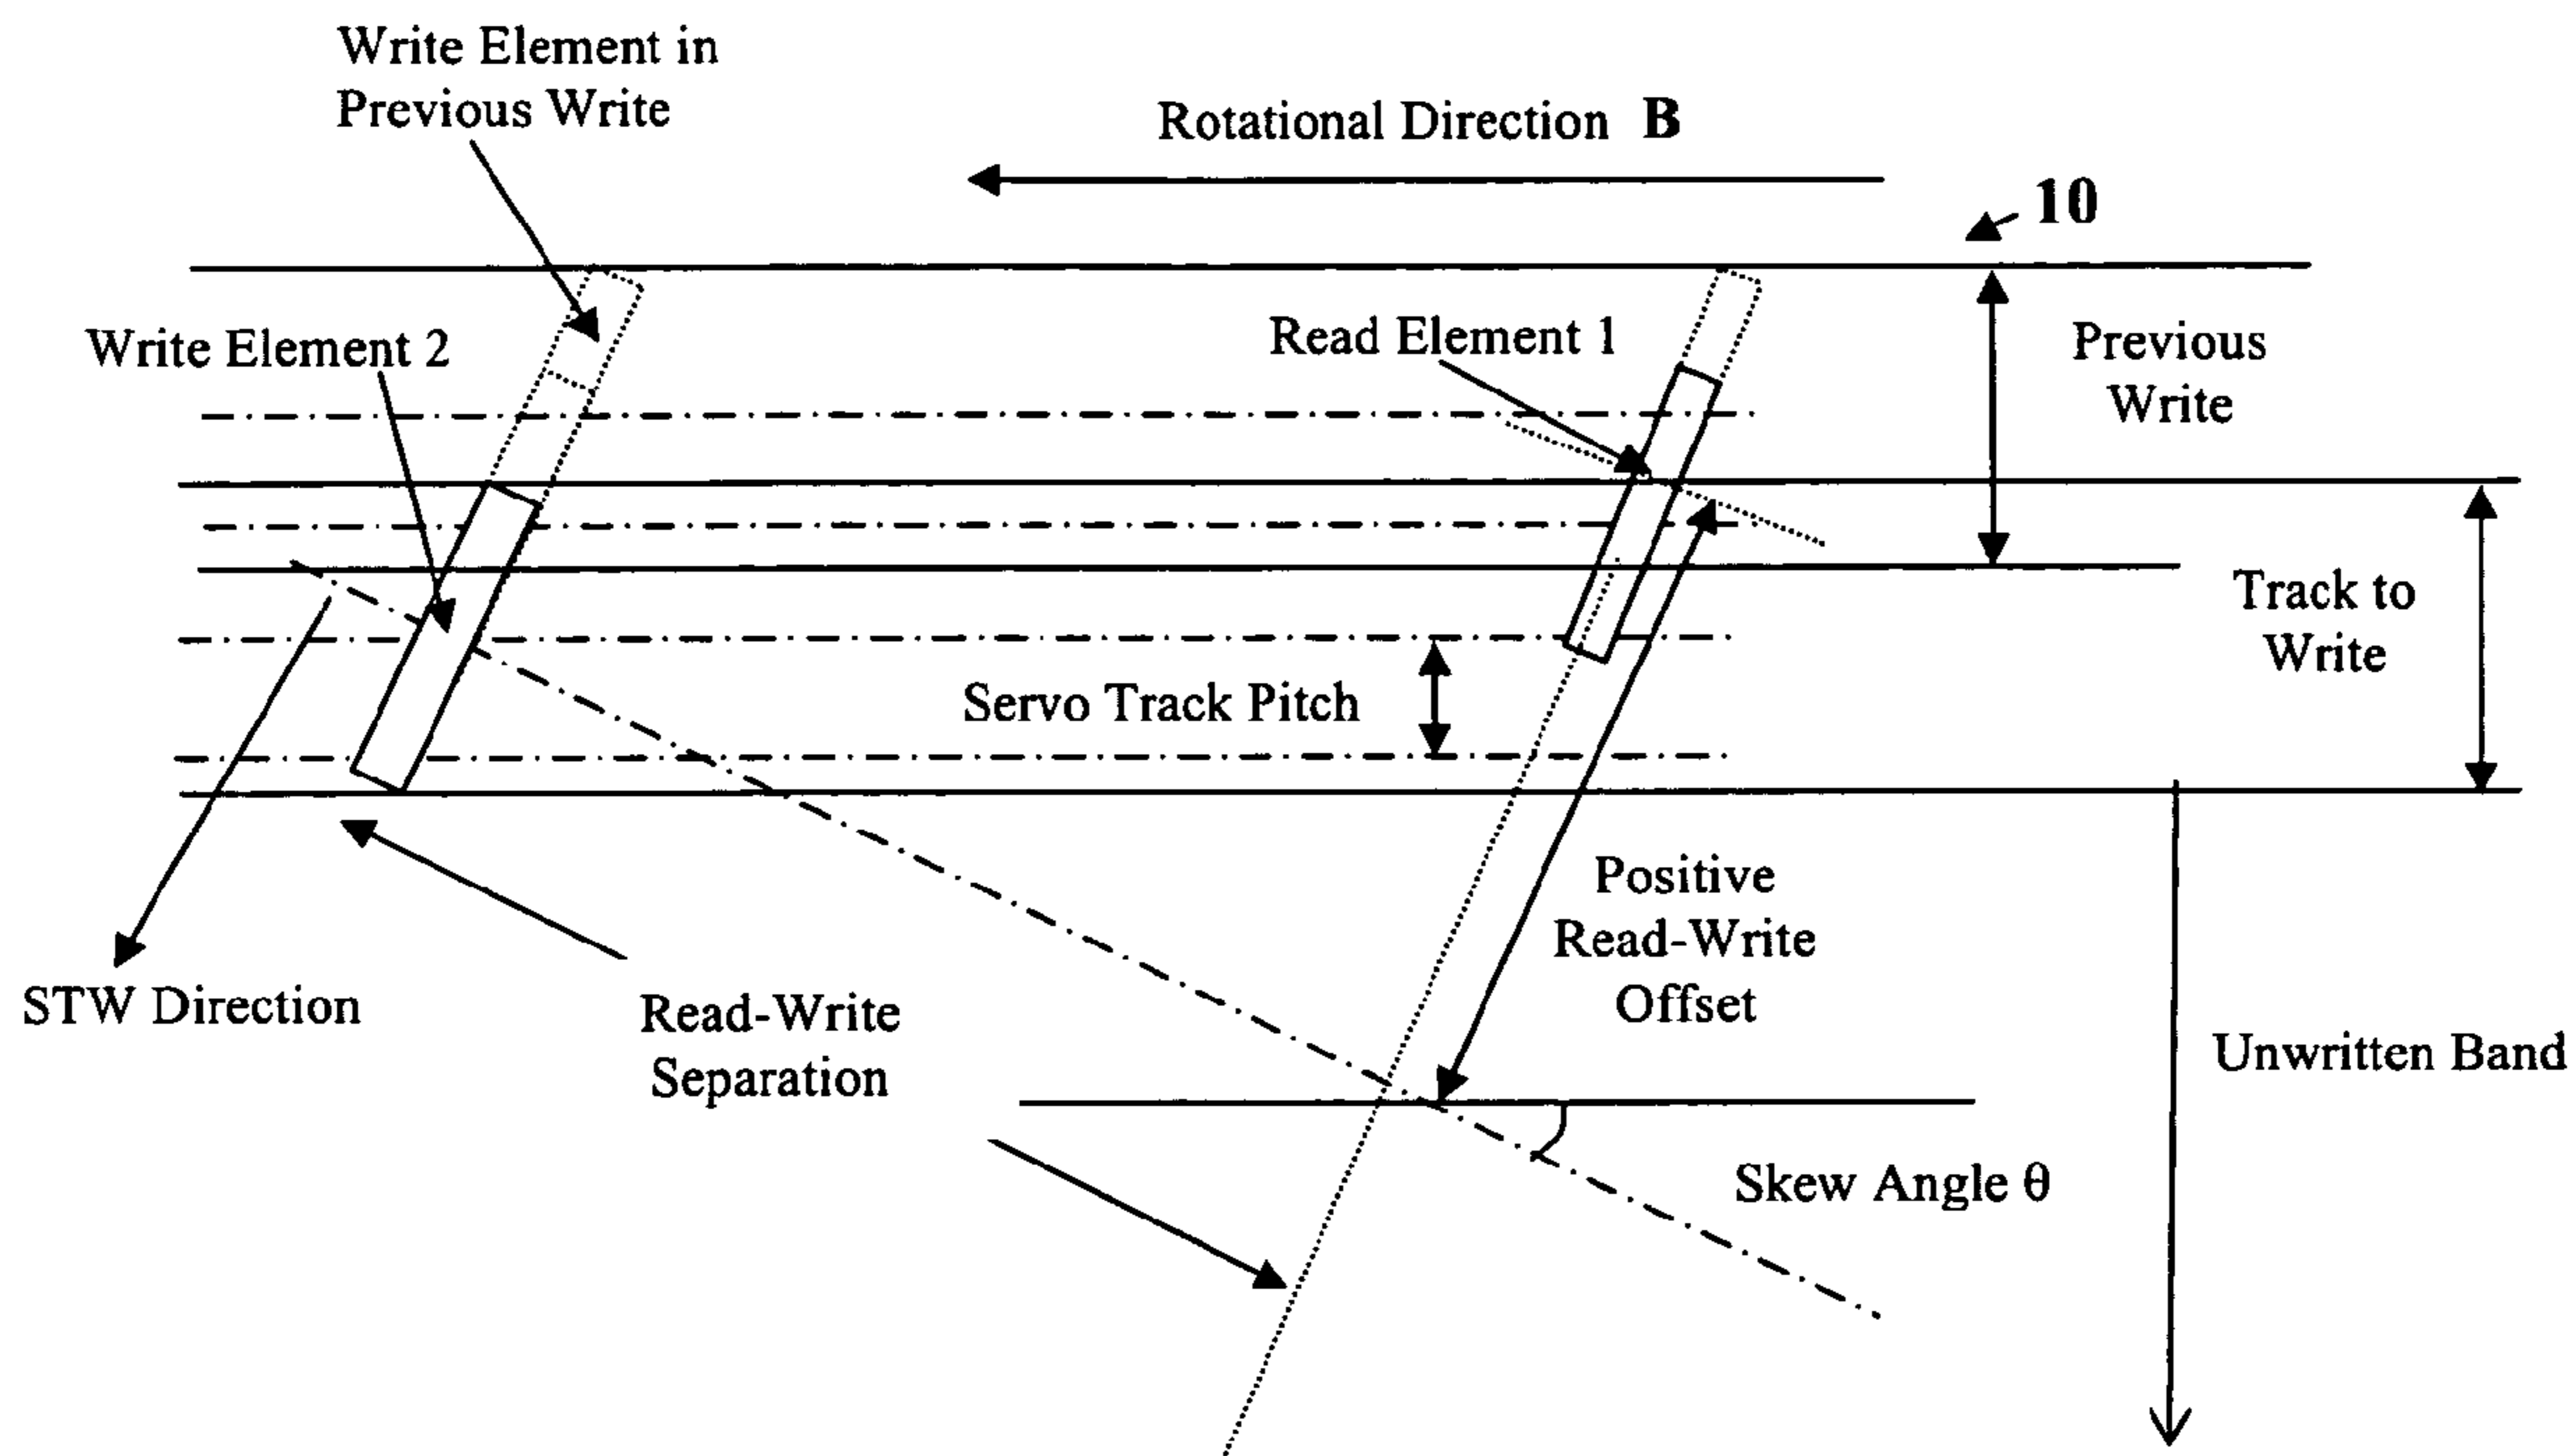 Write Element in
Previous Write
Rotational Direction B
10
Write Element 2
Read Element 1
Previous
Write
Track to
Write
Servo Track Pitch
Positive
Read-Write
Offset
STW Direction
Read-Write
Separation
Unwritten Band
Skew Angle θ